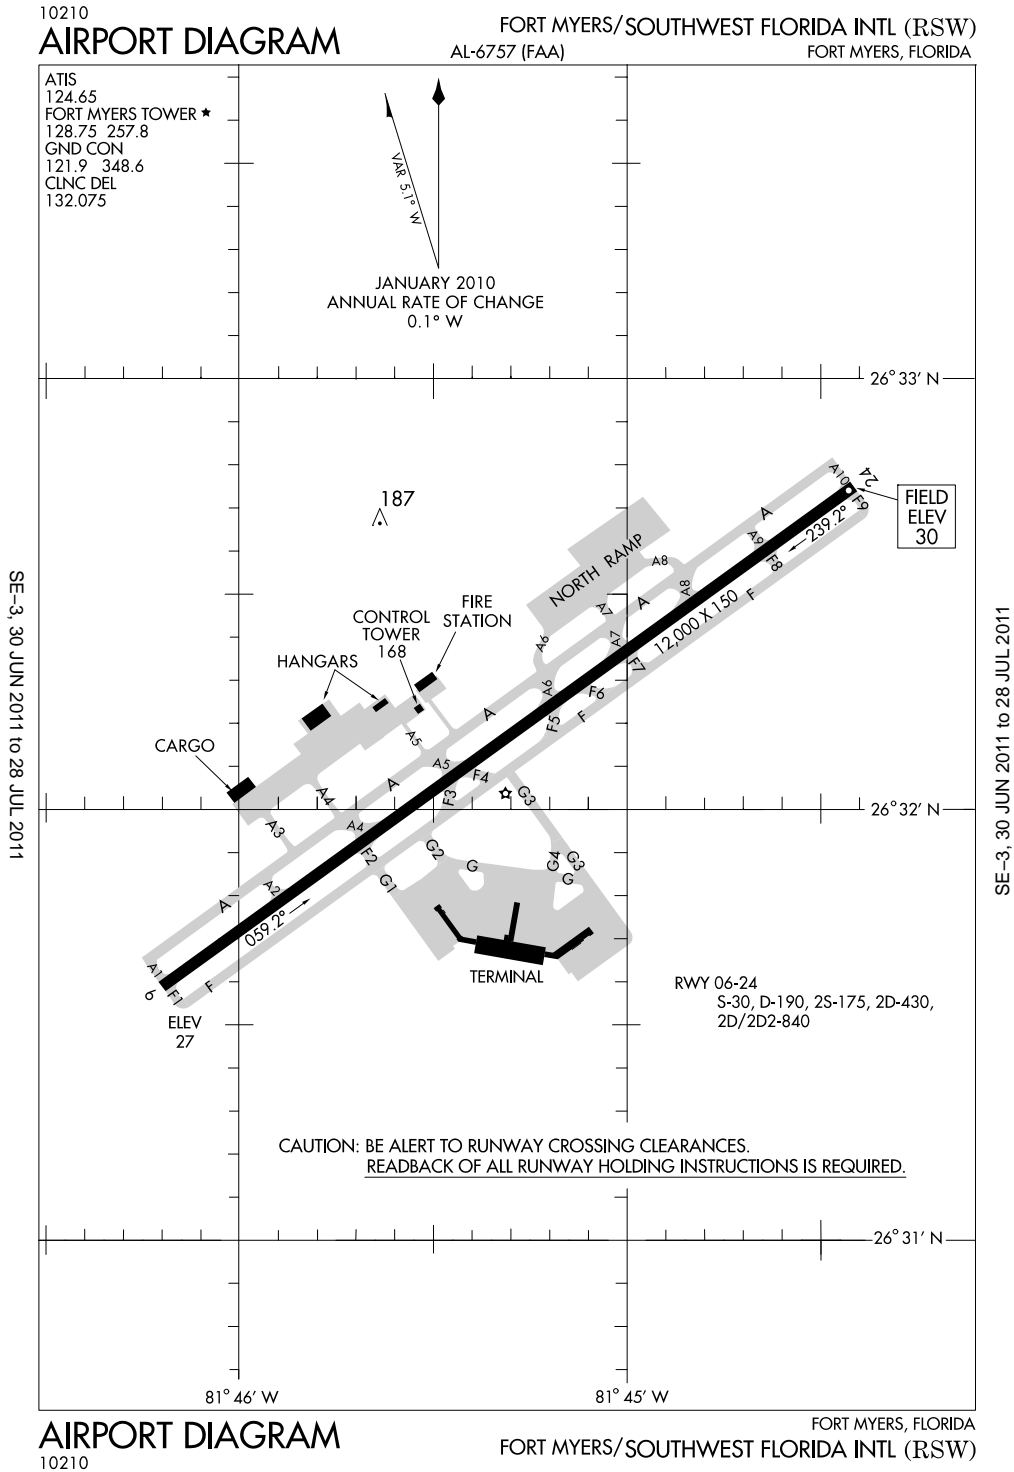 10210
AIRPORT DIAGRAM
AL-6757 (FAA)
FORT MYERS/SOUTHWEST FLORIDA INTL (RSW)
FORT MYERS, FLORIDA
ATIS
124.65
FORT MYERS TOWER ★
128.75 257.8
GND CON
121.9 348.6
CLNC DEL
132.075
VAR 5.1° W
JANUARY 2010
ANNUAL RATE OF CHANGE
0.1° W
26°33' N
187
FIELD
ELEV
30
24
A10
F9
A
239.2°
A9
F8
NORTH RAMP
A8
A8
F
12,000 X 150
A
A7
A7
F7
FIRE
STATION
CONTROL
TOWER
168
HANGARS
A6
A6
F6
F5
F
A
CARGO
A5
A5
F4
F3
G3
A
A4
A4
A3
F2
26°32' N
G2
G1
G
G4
G3
G
A2
A
059.2°
A1
6
F1
F
ELEV
27
TERMINAL
RWY 06-24
S-30, D-190, 2S-175, 2D-430,
2D/2D2-840
CAUTION: BE ALERT TO RUNWAY CROSSING CLEARANCES.
READBACK OF ALL RUNWAY HOLDING INSTRUCTIONS IS REQUIRED.
26°31' N
81°46' W
81°45' W
SE-3, 30 JUN 2011 to 28 JUL 2011
SE-3, 30 JUN 2011 to 28 JUL 2011
AIRPORT DIAGRAM
10210
FORT MYERS, FLORIDA
FORT MYERS/SOUTHWEST FLORIDA INTL (RSW)